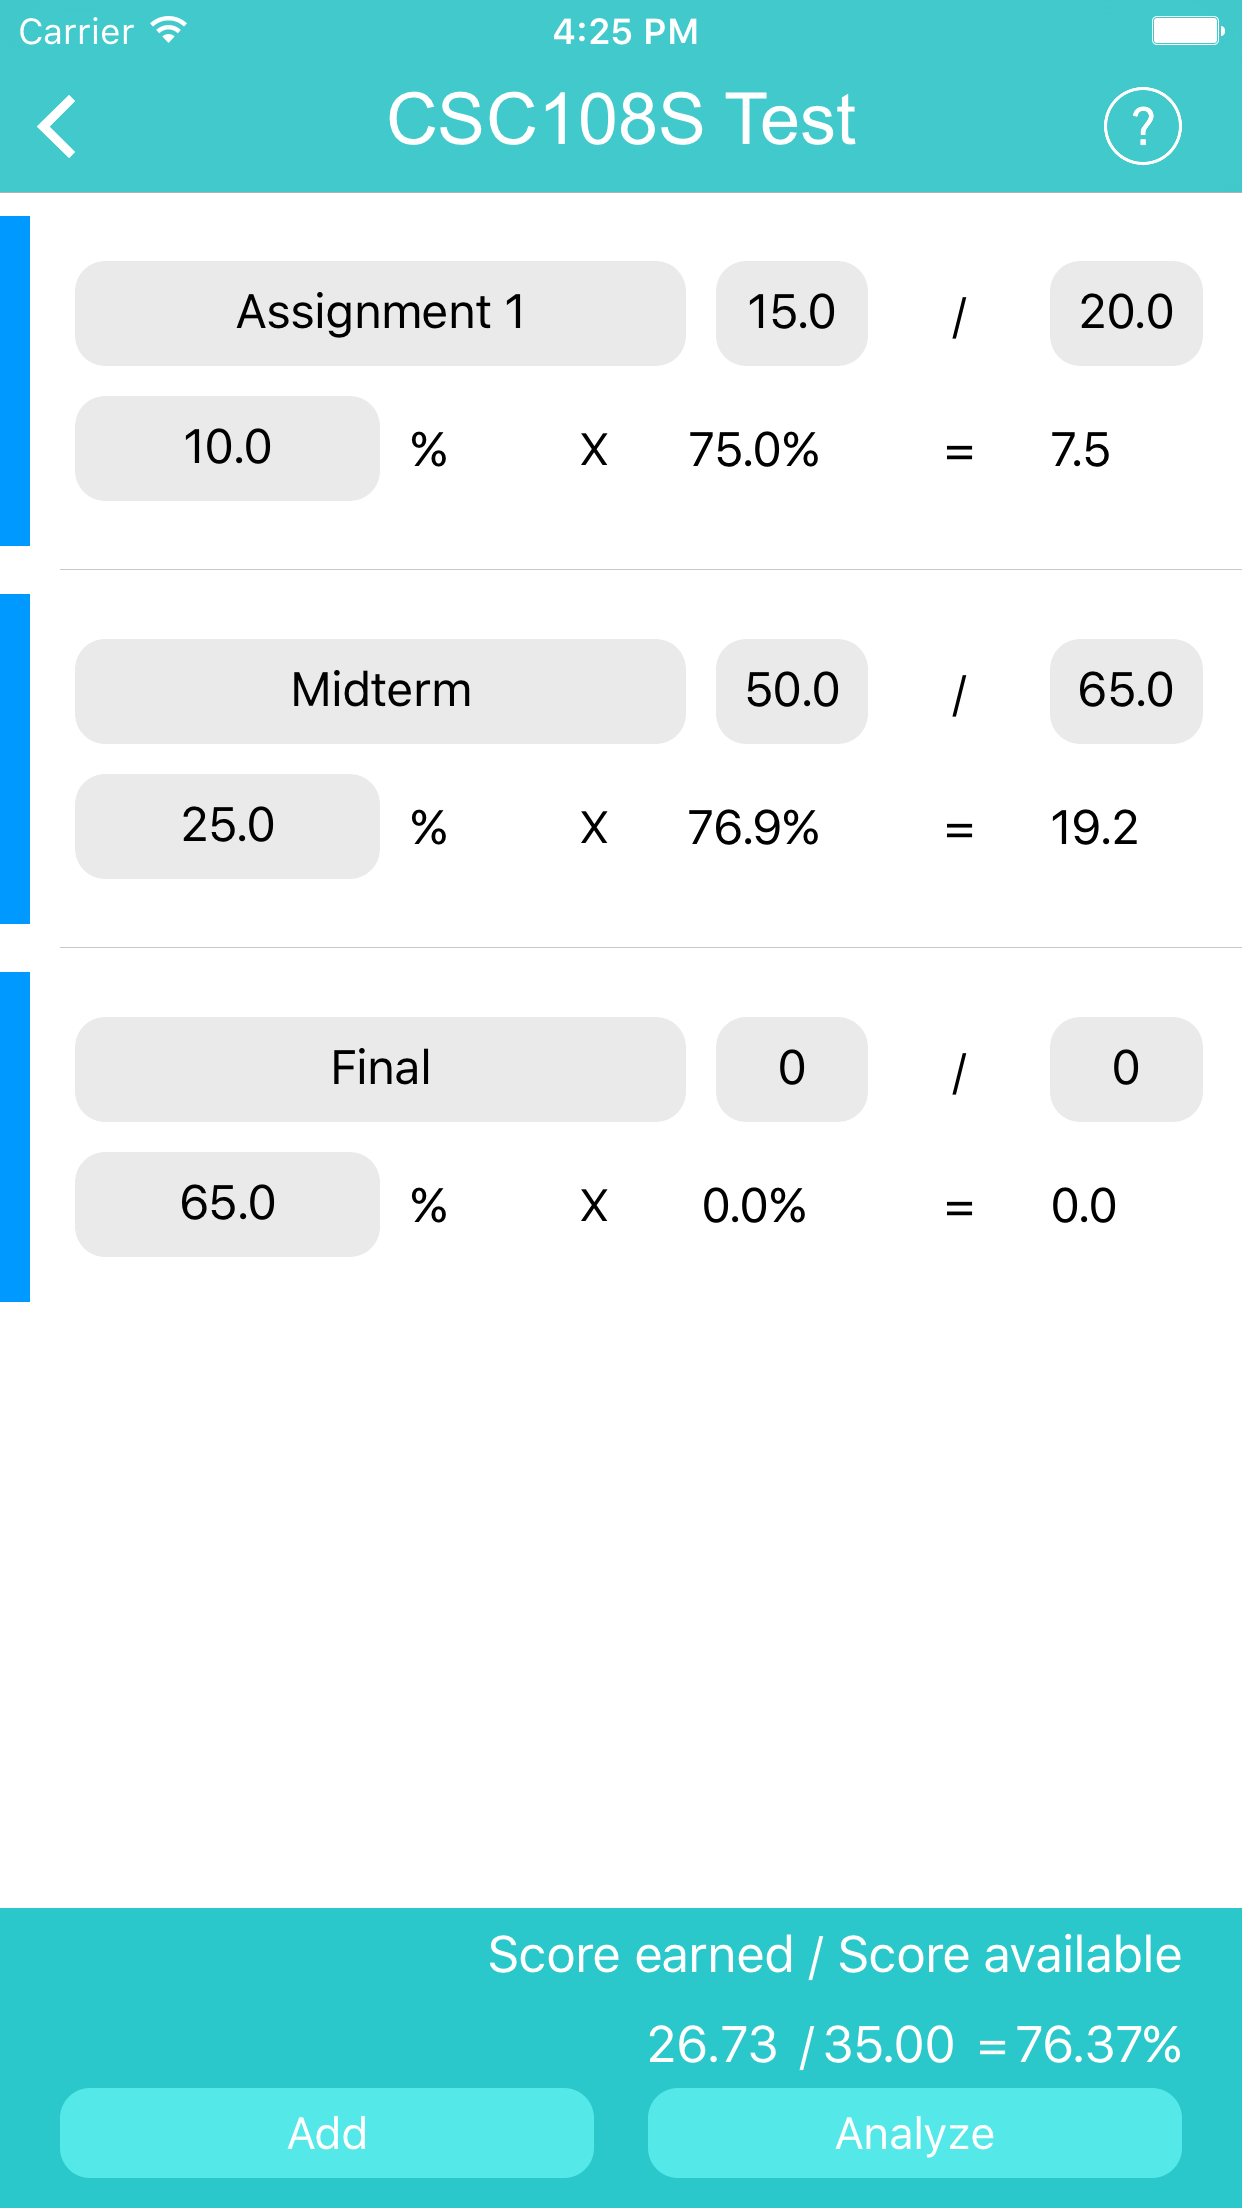 Carrier 4:25 PM
CSC108S Test ?
Assignment 1 15.0 / 20.0
10.0 % X 75.0% = 7.5
Midterm 50.0 / 65.0
25.0 % X 76.9% = 19.2
Final 0 / 0
65.0 % X 0.0% = 0.0
Score earned / Score available
26.73 / 35.00 = 76.37%
Add Analyze